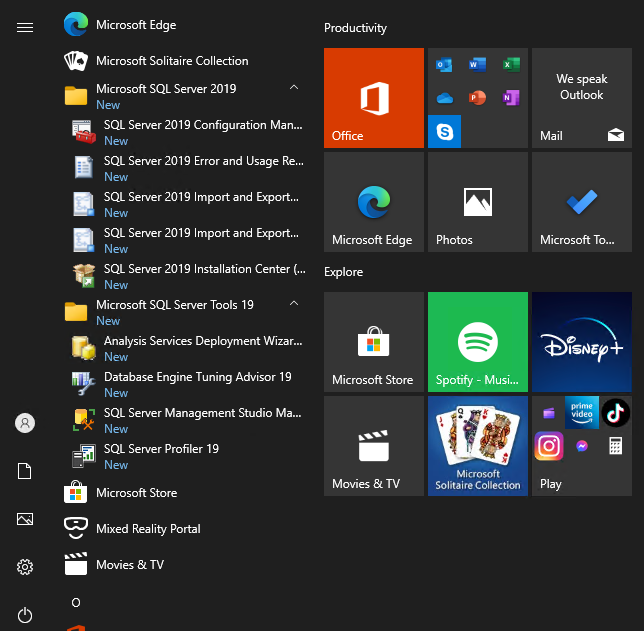 Microsoft Edge
Microsoft Solitaire Collection
Microsoft SQL Server 2019
New
SQL Server 2019 Configuration Man...
New
SQL Server 2019 Error and Usage Re...
New
SQL Server 2019 Import and Export...
New
SQL Server 2019 Import and Export...
New
SQL Server 2019 Installation Center (...
New
Microsoft SQL Server Tools 19
New
Analysis Services Deployment Wizar...
New
Database Engine Tuning Advisor 19
New
SQL Server Management Studio Ma...
New
SQL Server Profiler 19
New
Microsoft Store
Mixed Reality Portal
Movies & TV
O
Productivity
Office
We speak
Outlook
Mail
Microsoft Edge
Photos
Microsoft To...
Explore
Microsoft Store
Spotify - Musi...
Disney+
Movies & TV
Microsoft
Solitaire Collection
prime
video
Play